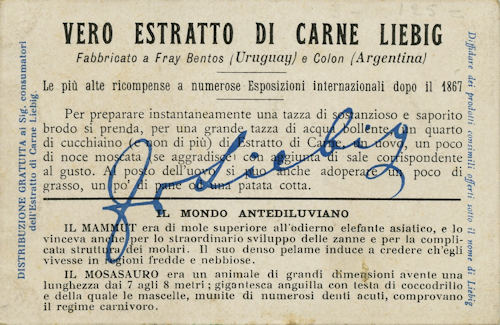 125-
VERO ESTRATTO DI CARNE LIEBIG
Fabbricato a Fray Bentos (Uruguay) e Colon (Argentina)
Le più alte ricompense a numerose Esposizioni internazionali dopo il 1867
Per preparare instantaneamente una tazza di sostanzioso e saporito
brodo si prenda, per una grande tazza di acqua bollente, un quarto
di cucchiaino (non di più) di Estratto di Carne, un uovo, un poco di
noce moscata (se aggradisce) con aggiunta di sale corrispondente
al gusto. Al posto dell'uovo si può anche adoperare un poco di
grasso, un po' di pane od una patata cotta.
J. v. Liebig
IL MONDO ANTEDILUVIANO
IL MAMMUT era di mole superiore all'odierno elefante asiatico, e lo
vinceva anche per lo straordinario sviluppo delle zanne e per la compli-
cata struttura dei molari. Il suo denso pelame induce a credere ch'egli
vivesse in regioni fredde e nebbiose.
IL MOSASAURO era un animale di grandi dimensioni avente una
lunghezza dai 7 agli 8 metri; gigantesca anguilla con testa di coccodrillo
e della quale le mascelle, munite di numerosi denti acuti, comprovano
il regime carnivoro.
DISTRIBUZIONE GRATUITA ai Sig. consumatori
dell'Estratto di Carne Liebig.
Diffidare dei prodotti consimili offerti sotto il nome di Liebig